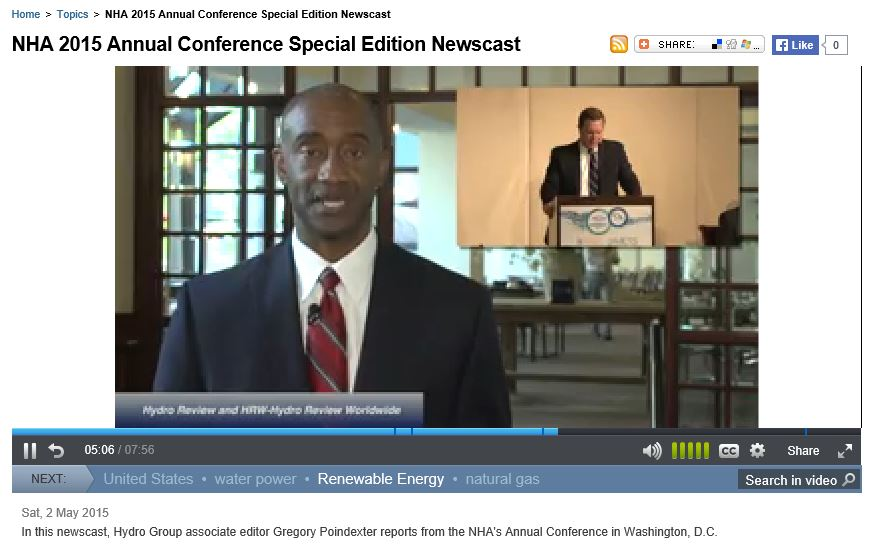 Home > Topics > NHA 2015 Annual Conference Special Edition Newscast
NHA 2015 Annual Conference Special Edition Newscast
SHARE: ...
Like 0
Hydro Review and HRW-Hydro Review Worldwide
05:06 / 07:56
CC
Share
NEXT: United States • water power • Renewable Energy • natural gas
Search in video
Sat, 2 May 2015
In this newscast, Hydro Group associate editor Gregory Poindexter reports from the NHA's Annual Conference in Washington, D.C.